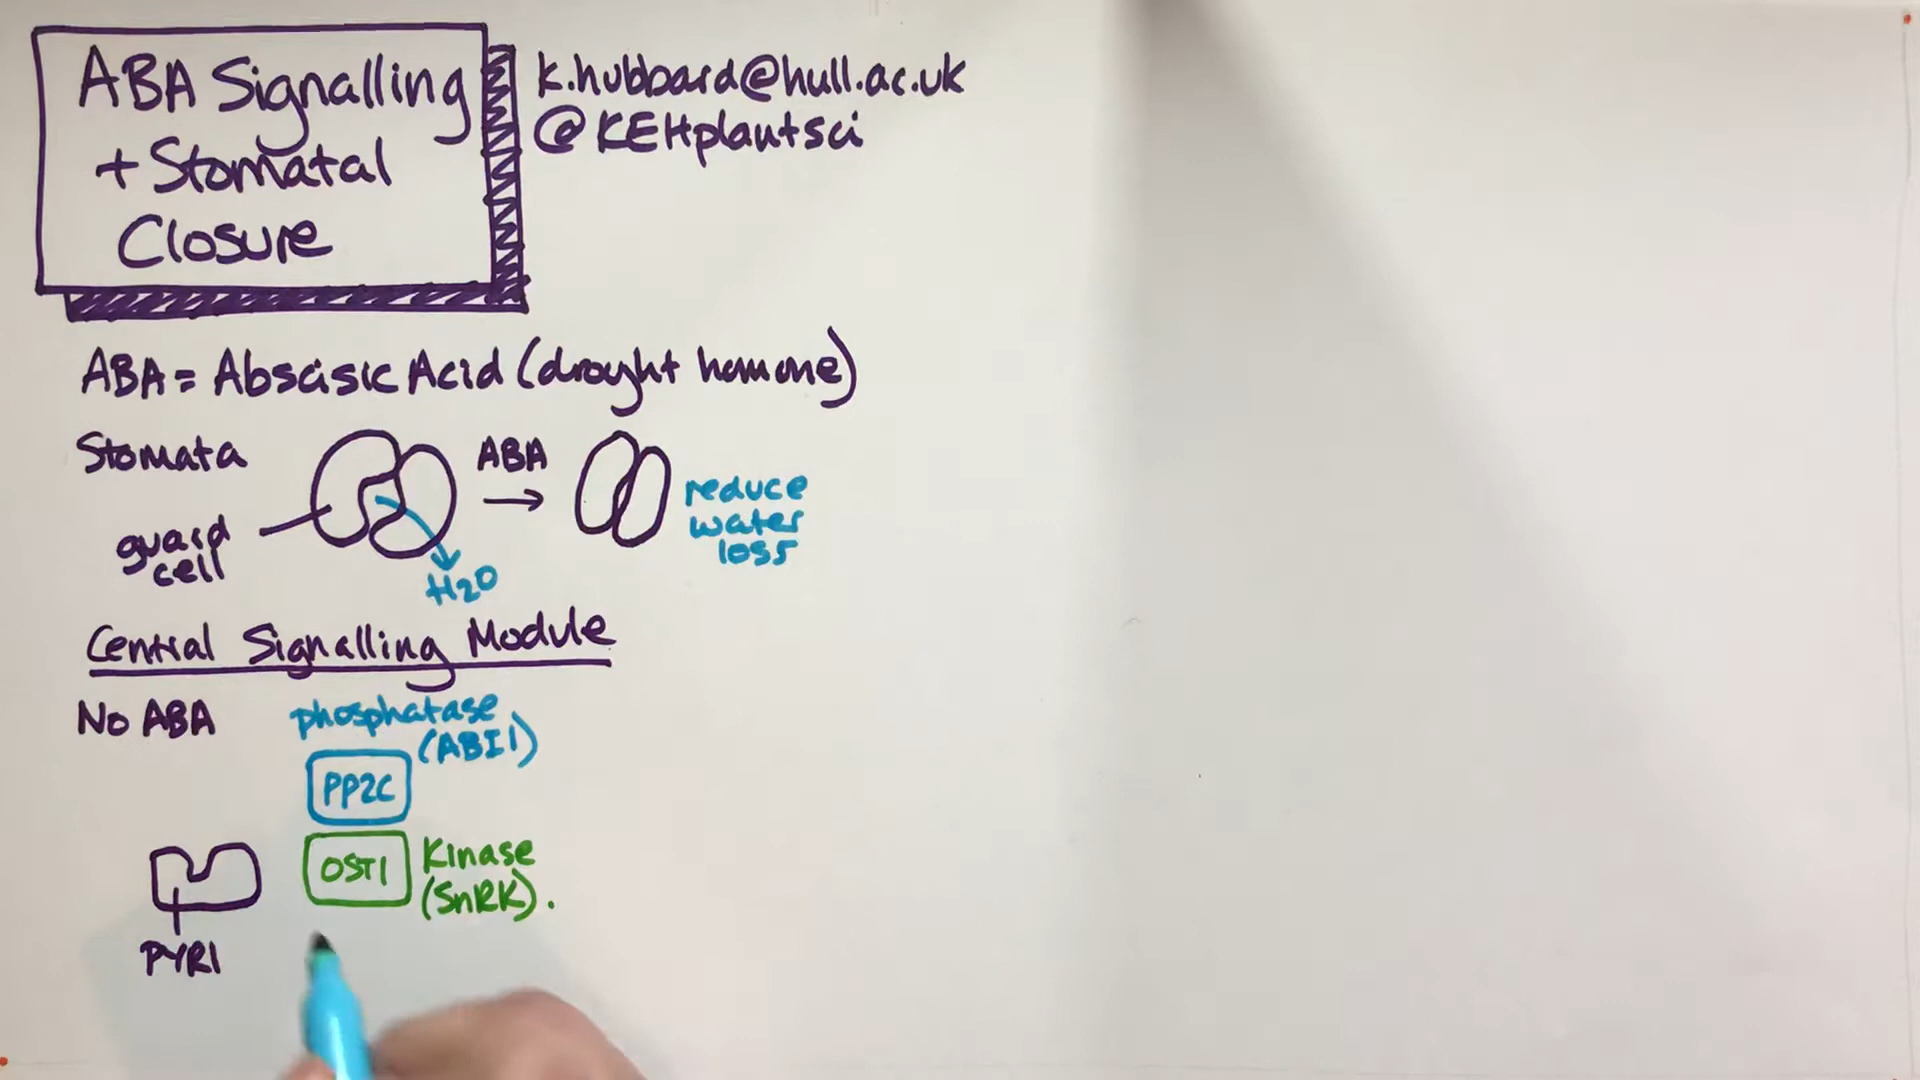 ABA Signalling
+ Stomatal
Closure
k.hubbard@hull.ac.uk
@KEHplantsci
ABA = Abscisic Acid (drought hormone)
Stomata
guard
cell
ABA
H2O
reduce
water
loss
Central Signalling Module
No ABA
phosphatase
(ABI1)
PP2C
OST1
Kinase
(SnRK).
PYR1